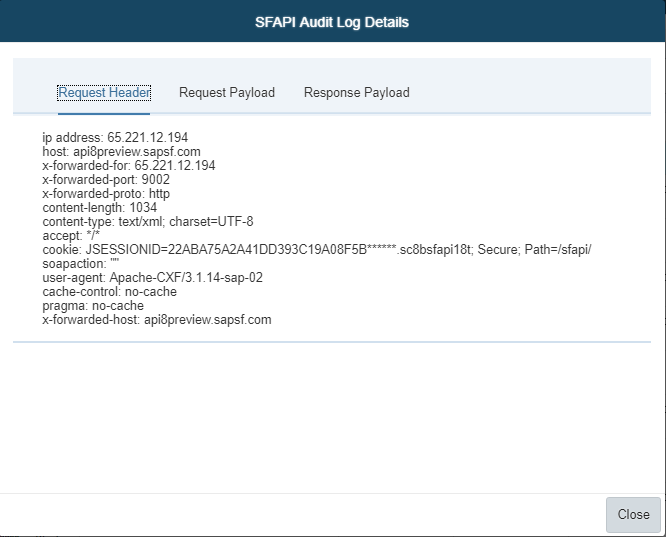 SFAPI Audit Log Details
Request Header Request Payload Response Payload
ip address: 65.221.12.194
host: api8preview.sapsf.com
x-forwarded-for: 65.221.12.194
x-forwarded-port: 9002
x-forwarded-proto: http
content-length: 1034
content-type: text/xml; charset=UTF-8
accept: */*
cookie: JSESSIONID=22ABA75A2A41DD393C19A08F5B******.sc8bsfapi18t; Secure; Path=/sfapi/
soapaction: ""
user-agent: Apache-CXF/3.1.14-sap-02
cache-control: no-cache
pragma: no-cache
x-forwarded-host: api8preview.sapsf.com
Close